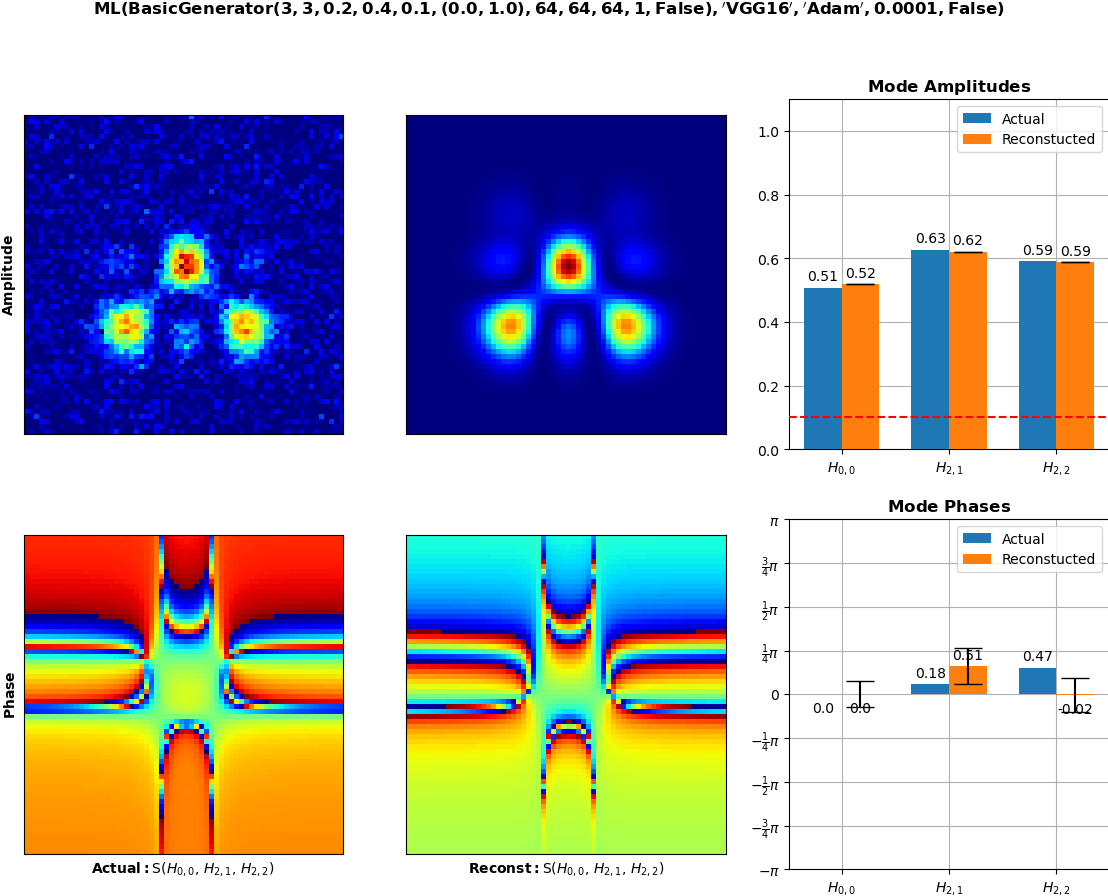 ML(BasicGenerator(3, 3, 0.2, 0.4, 0.1, (0.0, 1.0), 64, 64, 64, 1, False), ′VGG16′, ′Adam′, 0.0001, False)
Amplitude
Mode Amplitudes
Actual
Reconstucted
1.0
0.8
0.6
0.4
0.2
0.0
0.51
0.52
0.63
0.62
0.59
0.59
H0,0
H2,1
H2,2
Phase
Actual: S(H0,0, H2,1, H2,2)
Reconst: S(H0,0, H2,1, H2,2)
Mode Phases
Actual
Reconstucted
π
3/4π
1/2π
1/4π
0
−1/4π
−1/2π
−3/4π
−π
0.0
0.0
0.18
0.51
0.47
-0.02
H0,0
H2,1
H2,2